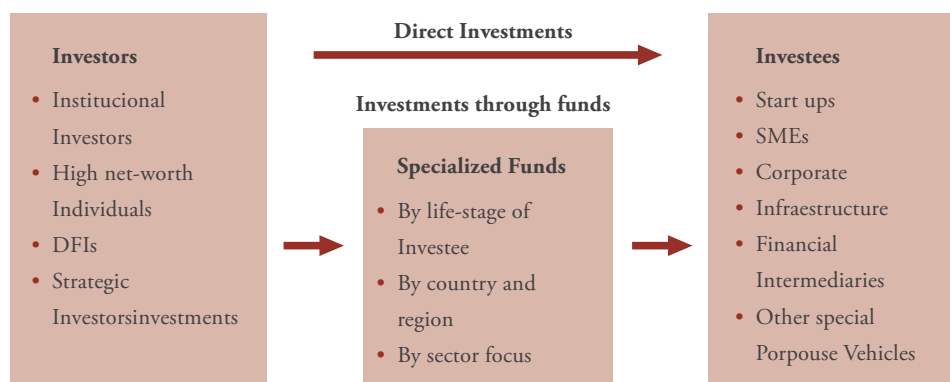 Investors
• Institucional
Investors
• High net-worth
Individuals
• DFIs
• Strategic
Investorsinvestments
Direct Investments
Investments through funds
Specialized Funds
• By life-stage of
Investee
• By country and
region
• By sector focus
Investees
• Start ups
• SMEs
• Corporate
• Infraestructure
• Financial
Intermediaries
• Other special
Porpouse Vehicles